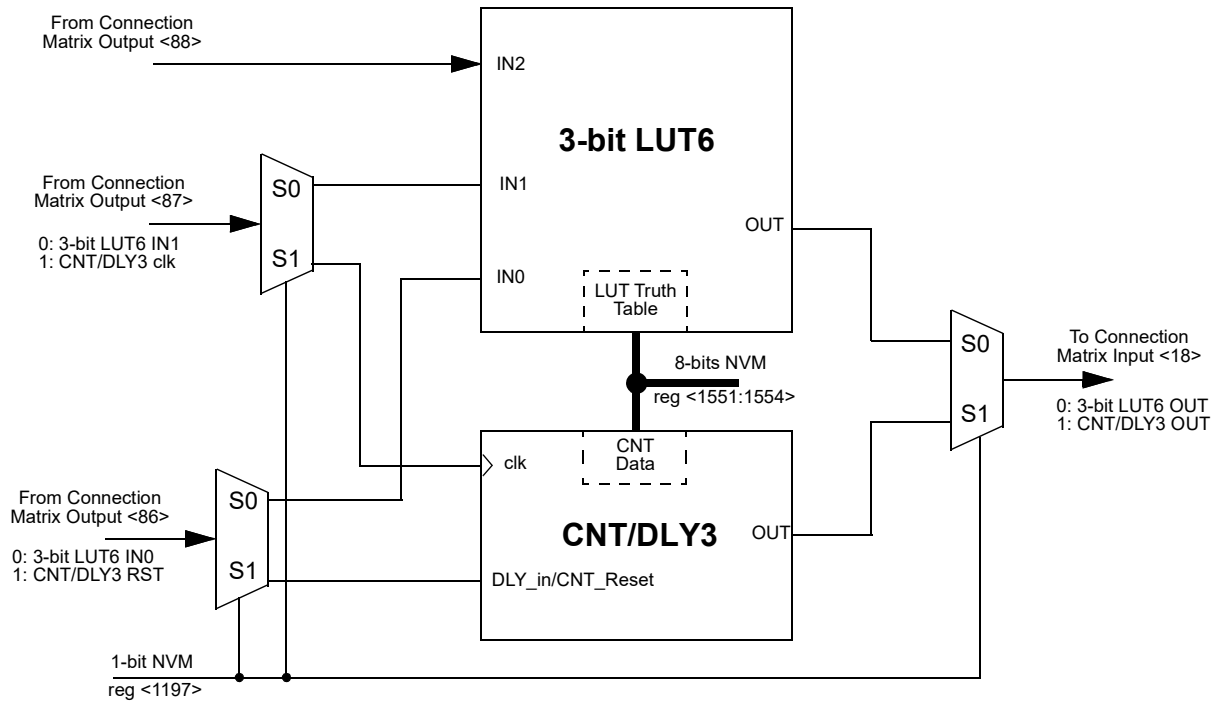 From Connection
Matrix Output <88>
IN2
3-bit LUT6
From Connection
Matrix Output <87>
0: 3-bit LUT6 IN1
1: CNT/DLY3 clk
S0
S1
IN1
IN0
OUT
LUT Truth
Table
8-bits NVM
reg <1551:1554>
S0
S1
To Connection
Matrix Input <18>
0: 3-bit LUT6 OUT
1: CNT/DLY3 OUT
CNT
Data
clk
CNT/DLY3
OUT
DLY_in/CNT_Reset
From Connection
Matrix Output <86>
0: 3-bit LUT6 IN0
1: CNT/DLY3 RST
S0
S1
1-bit NVM
reg <1197>